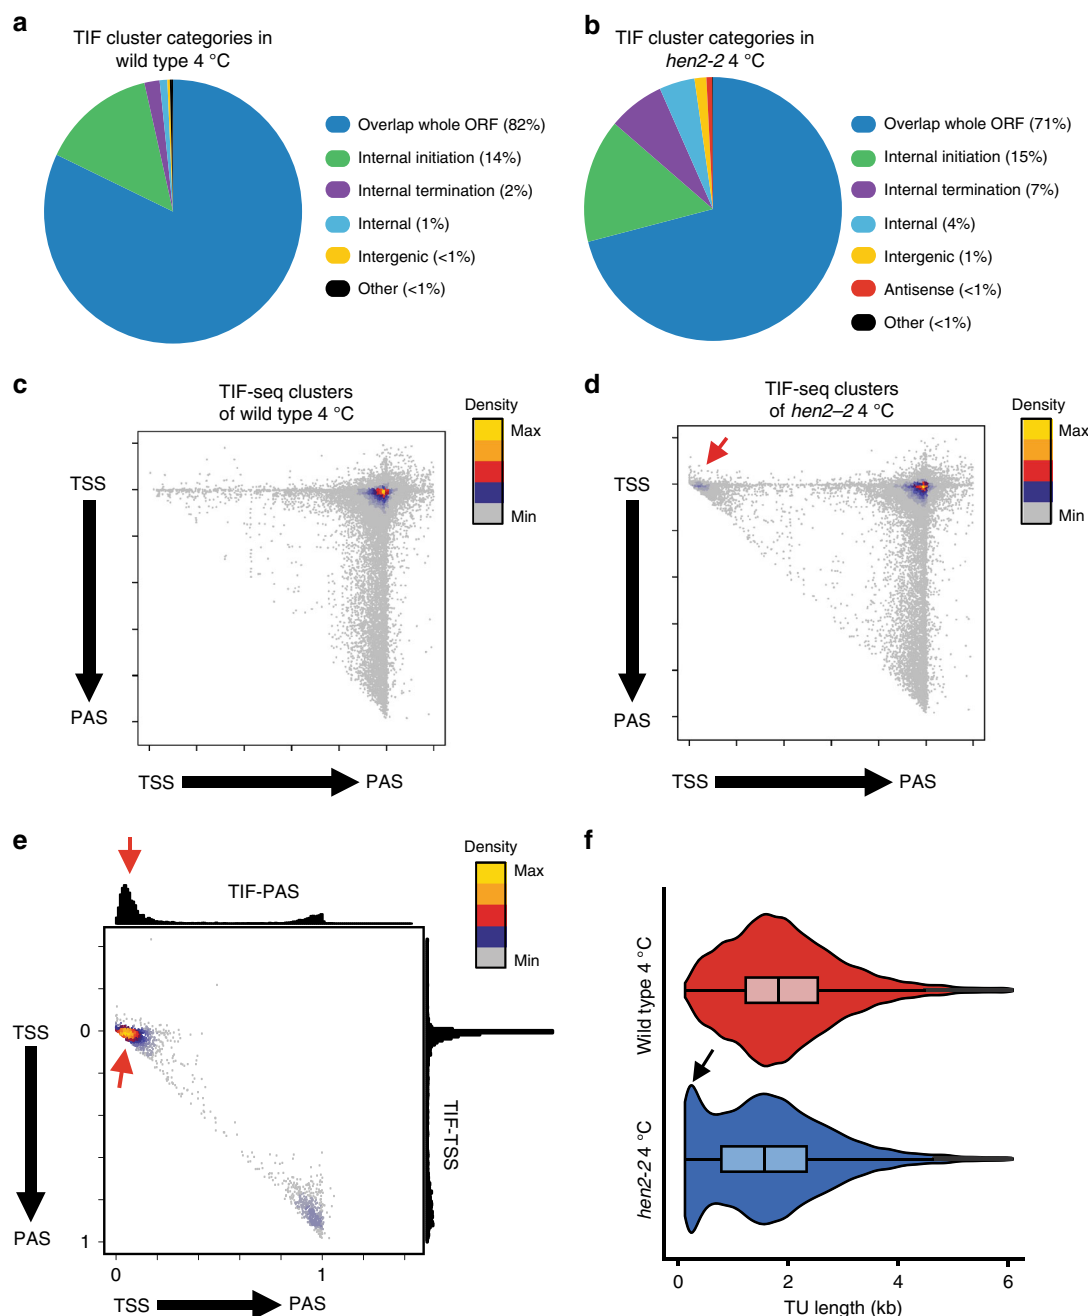 a
TIF cluster categories in
wild type 4 °C
Overlap whole ORF (82%)
Internal initiation (14%)
Internal termination (2%)
Internal (1%)
Intergenic (<1%)
Other (<1%)
b
TIF cluster categories in
hen2-2 4 °C
Overlap whole ORF (71%)
Internal initiation (15%)
Internal termination (7%)
Internal (4%)
Intergenic (1%)
Antisense (<1%)
Other (<1%)
c
TIF-seq clusters
of wild type 4 °C
Density
Max
Min
TSS
PAS
TSS
PAS
d
TIF-seq clusters
of hen2–2 4 °C
Density
Max
Min
TSS
PAS
TSS
PAS
e
Density
Max
Min
TIF-PAS
TIF-TSS
TSS
0
PAS
1
0
1
TSS
PAS
f
Wild type 4 °C
hen2-2 4 °C
0
2
4
6
TU length (kb)